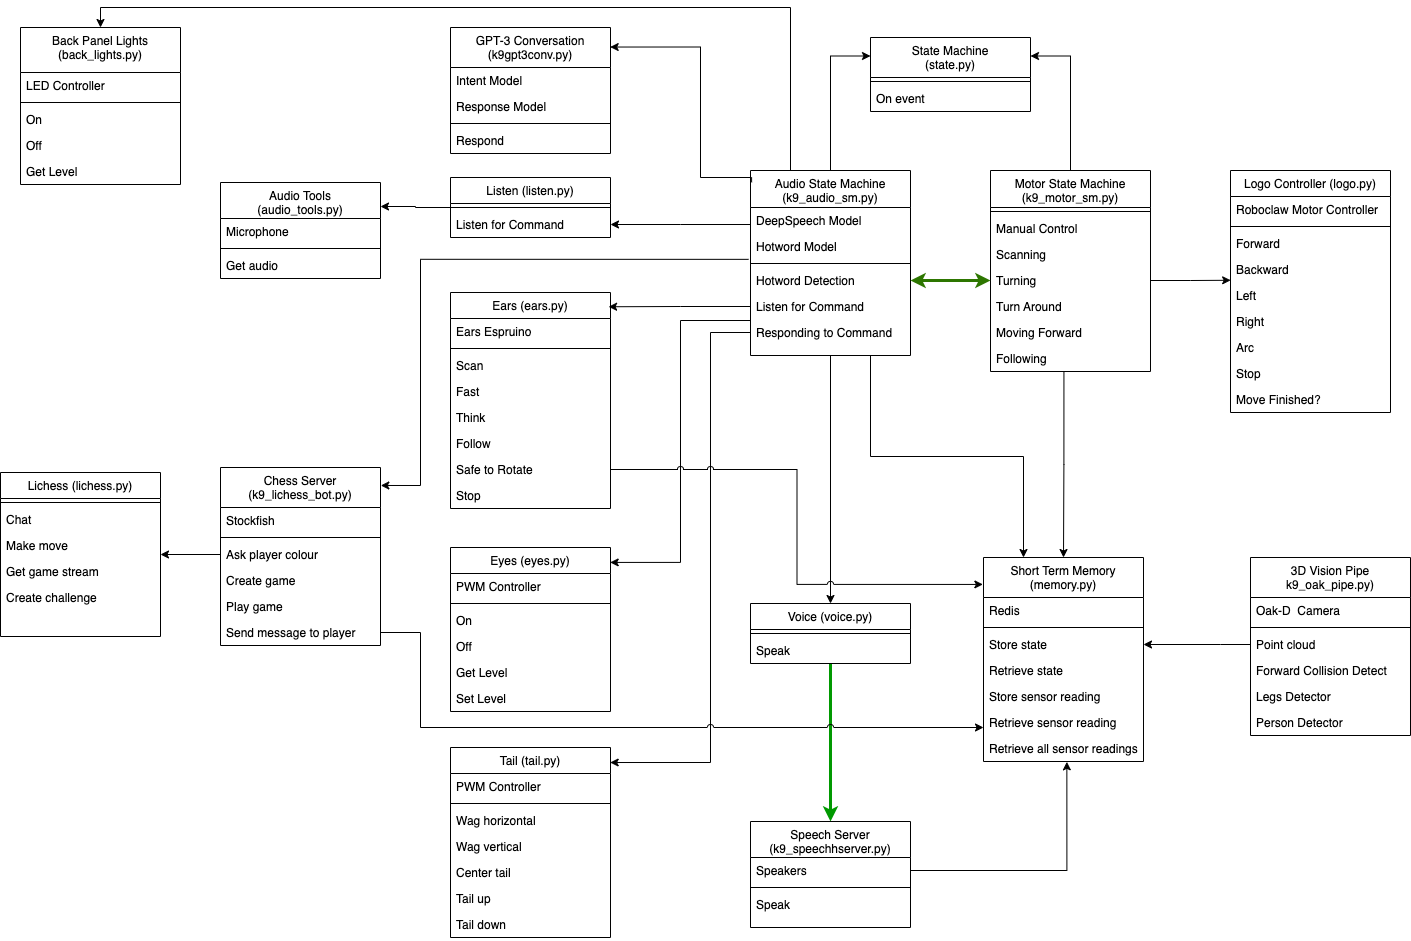 Back Panel Lights
(back_lights.py)
LED Controller
On
Off
Get Level
GPT-3 Conversation
(k9gpt3conv.py)
Intent Model
Response Model
Respond
State Machine
(state.py)
On event
Audio Tools
(audio_tools.py)
Microphone
Get audio
Listen (listen.py)
Listen for Command
Audio State Machine
(k9_audio_sm.py)
DeepSpeech Model
Hotword Model
Hotword Detection
Listen for Command
Responding to Command
Motor State Machine
(k9_motor_sm.py)
Manual Control
Scanning
Turning
Turn Around
Moving Forward
Following
Logo Controller (logo.py)
Roboclaw Motor Controller
Forward
Backward
Left
Right
Arc
Stop
Move Finished?
Ears (ears.py)
Ears Espruino
Scan
Fast
Think
Follow
Safe to Rotate
Stop
Lichess (lichess.py)
Chat
Make move
Get game stream
Create challenge
Chess Server
(k9_lichess_bot.py)
Stockfish
Ask player colour
Create game
Play game
Send message to player
Eyes (eyes.py)
PWM Controller
On
Off
Get Level
Set Level
Voice (voice.py)
Speak
Short Term Memory
(memory.py)
Redis
Store state
Retrieve state
Store sensor reading
Retrieve sensor reading
Retrieve all sensor readings
3D Vision Pipe
k9_oak_pipe.py)
Oak-D Camera
Point cloud
Forward Collision Detect
Legs Detector
Person Detector
Tail (tail.py)
PWM Controller
Wag horizontal
Wag vertical
Center tail
Tail up
Tail down
Speech Server
(k9_speechhserver.py)
Speakers
Speak